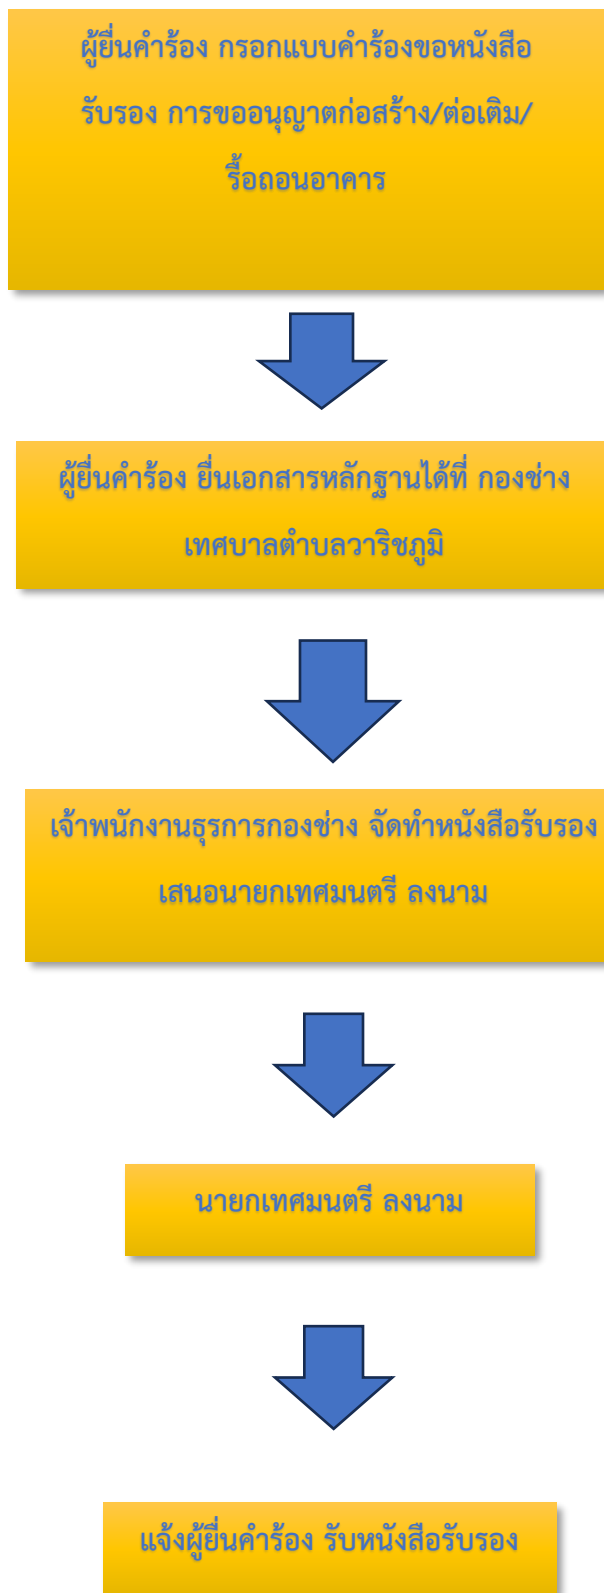 ผู้ยื่นคำร้อง กรอกแบบคำร้องขอหนังสือ
รับรอง การขออนุญาตก่อสร้าง/ต่อเติม/
รื้อถอนอาคาร
ผู้ยื่นคำร้อง ยื่นเอกสารหลักฐานได้ที่ กองช่าง
เทศบาลตำบลวาริชภูมิ
เจ้าพนักงานธุรการกองช่าง จัดทำหนังสือรับรอง
เสนอนายกเทศมนตรี ลงนาม
นายกเทศมนตรี ลงนาม
แจ้งผู้ยื่นคำร้อง รับหนังสือรับรอง